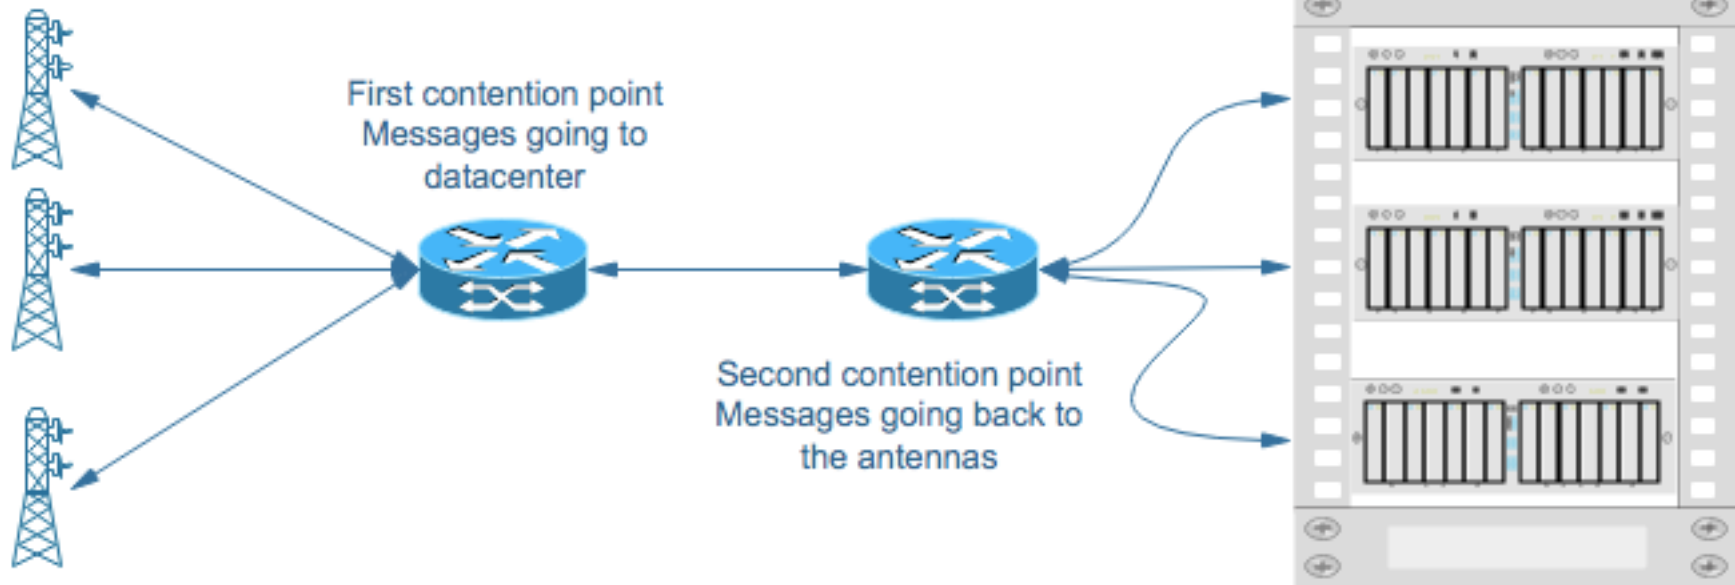 First contention point
Messages going to
datacenter
Second contention point
Messages going back to
the antennas